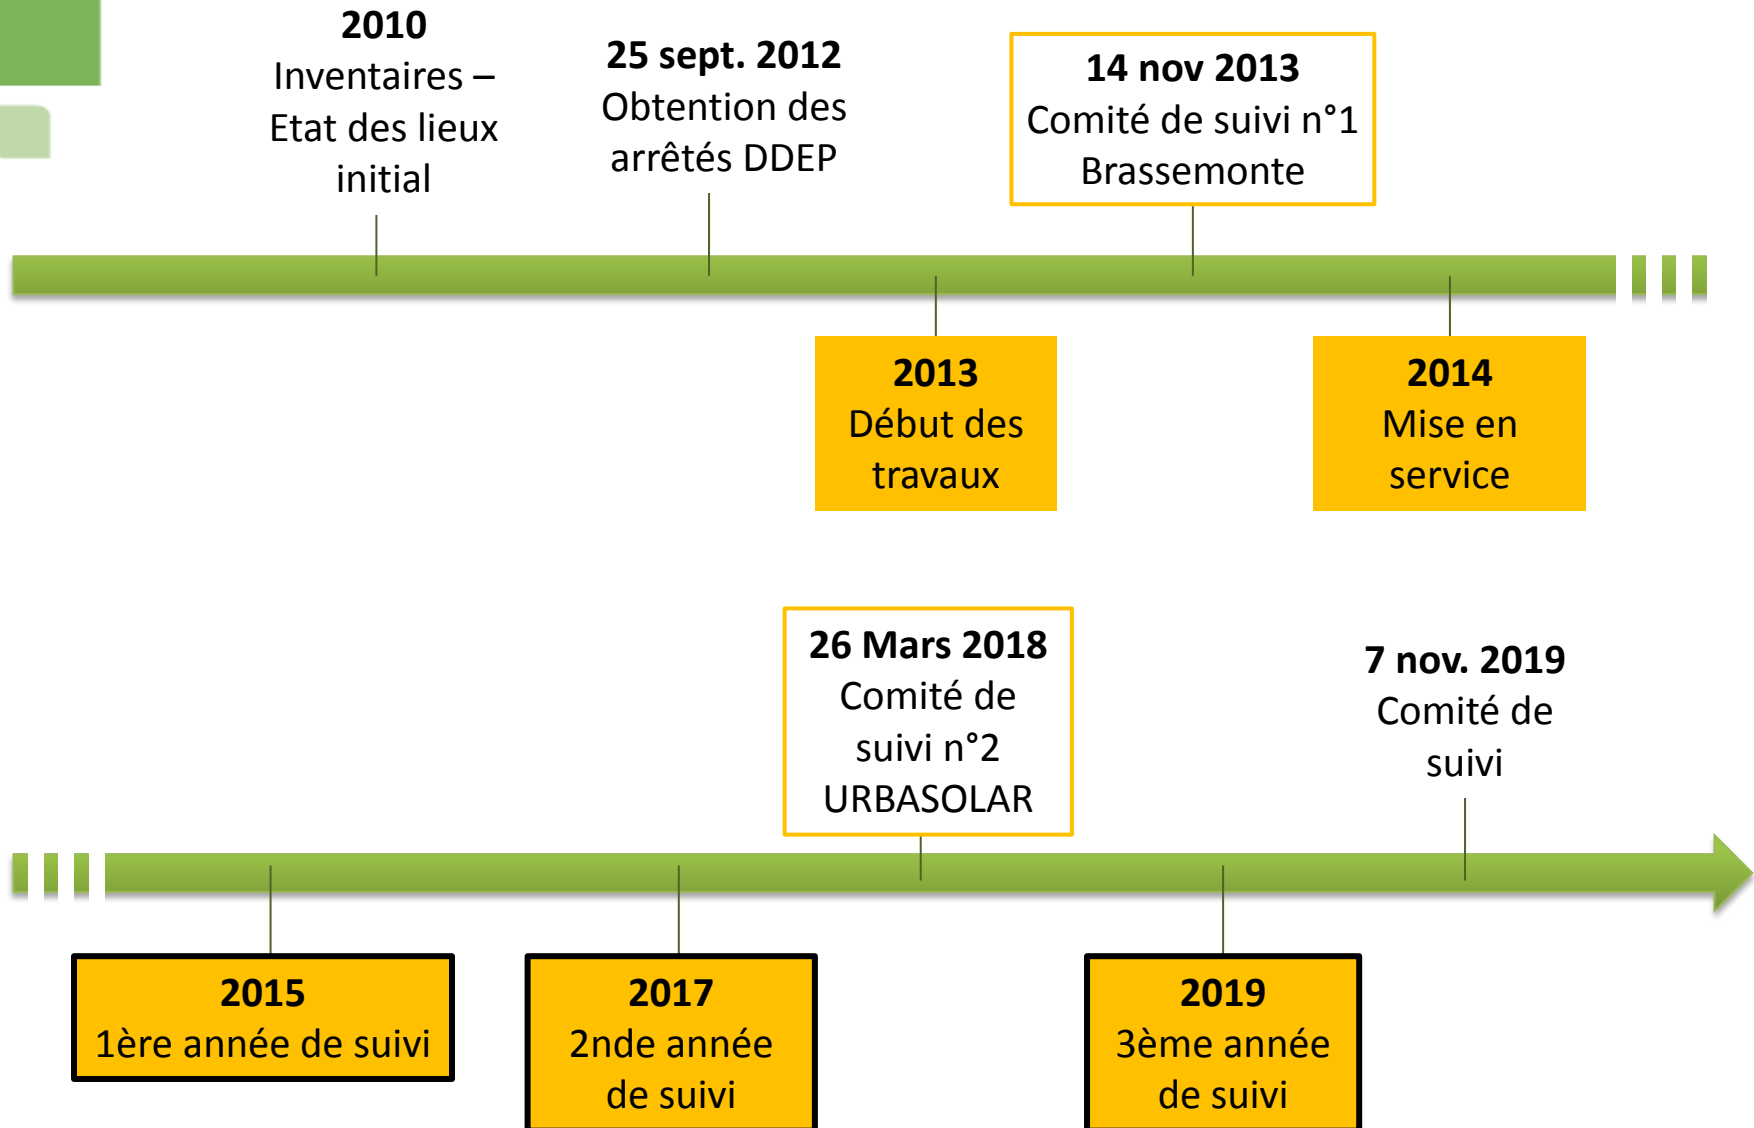 2010
Inventaires –
Etat des lieux
initial
25 sept. 2012
Obtention des
arrêtés DDEP
14 nov 2013
Comité de suivi n°1
Brassemonte
2013
Début des
travaux
2014
Mise en
service
26 Mars 2018
Comité de
suivi n°2
URBASOLAR
7 nov. 2019
Comité de
suivi
2015
1ère année de suivi
2017
2nde année
de suivi
2019
3ème année
de suivi